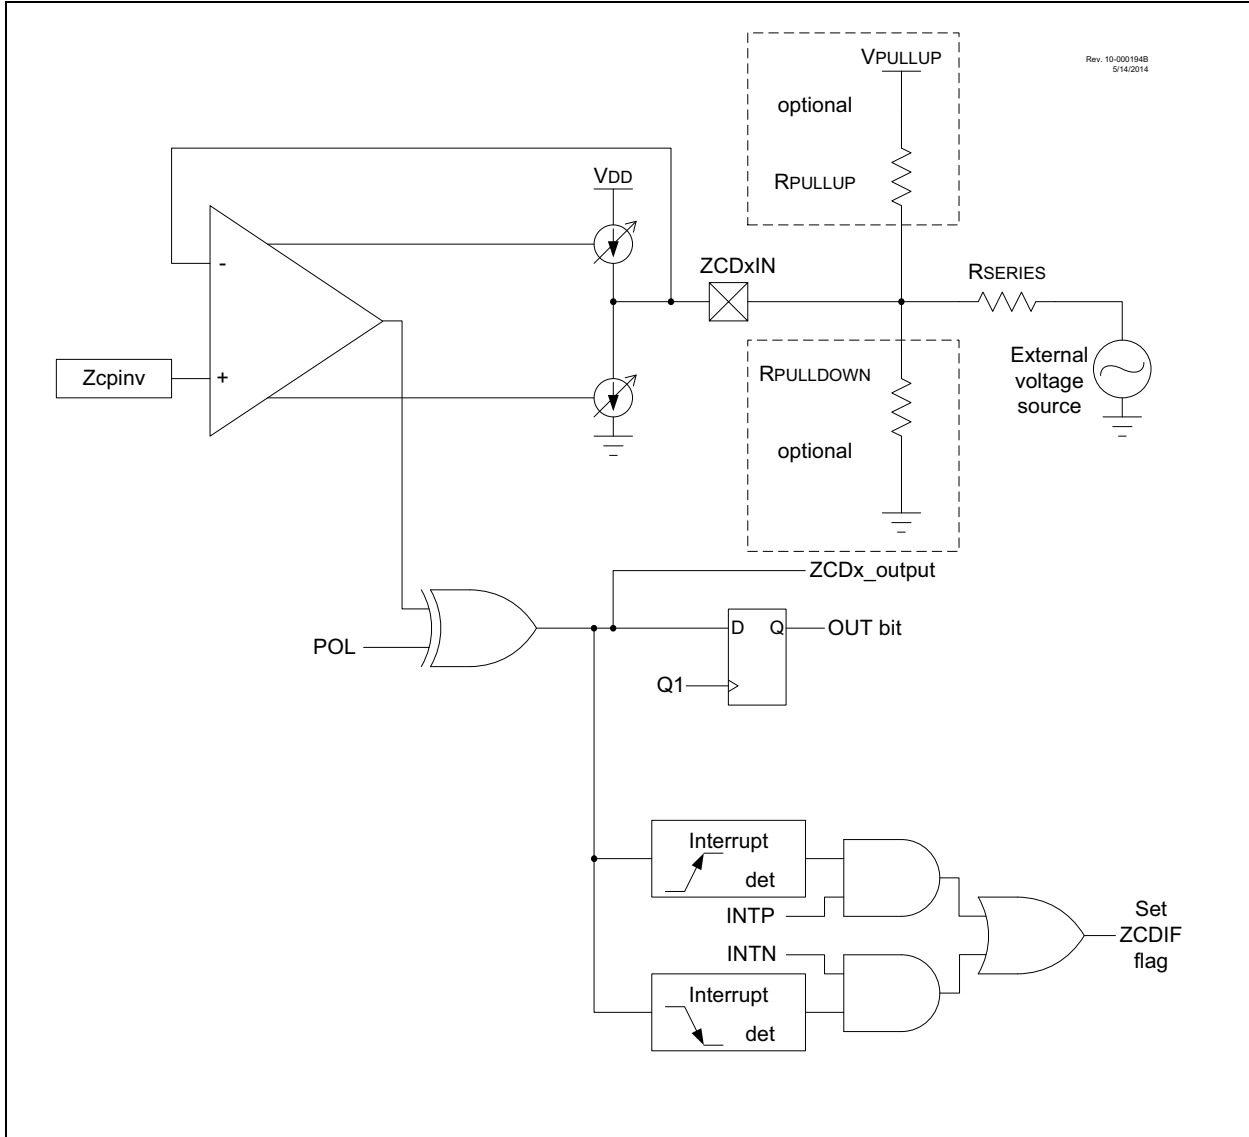 VPULLUP
Rev. 10-000194B
5/14/2014
optional
RPULLUP
VDD
-
ZCDxIN
RSERIES
Zcpinv
+
External
voltage
source
RPULLDOWN
optional
ZCDx_output
POL
D Q
OUT bit
Q1
Interrupt
det
INTP
INTN
Interrupt
det
Set
ZCDIF
flag